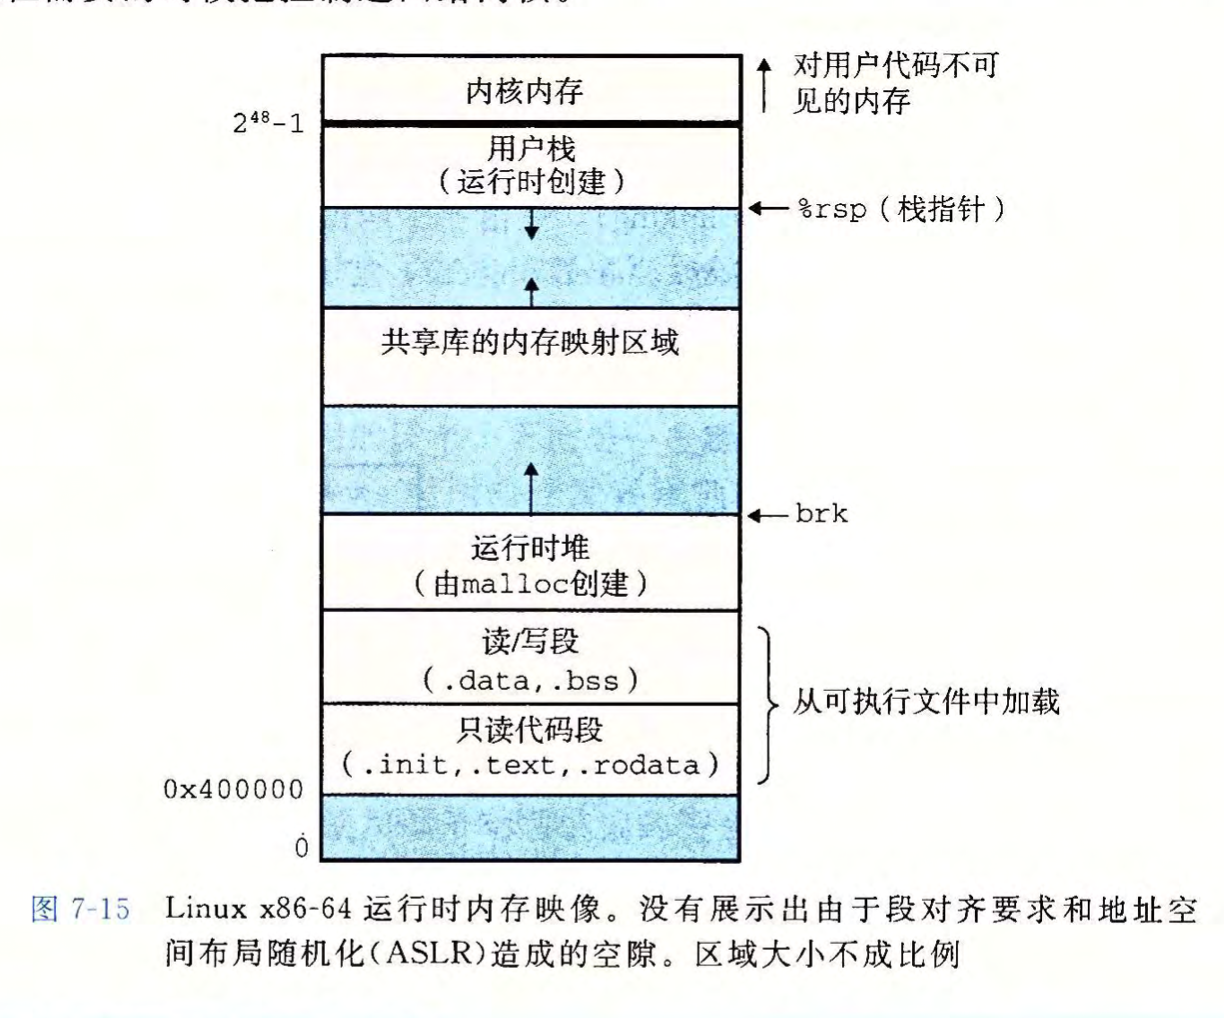 内核内存
对用户代码不可
见的内存
2⁴⁸-1
用户栈
(运行时创建)
%rsp(栈指针)
共享库的内存映射区域
brk
运行时堆
(由malloc创建)
读/写段
(.data,.bss)
从可执行文件中加载
只读代码段
(.init,.text,.rodata)
0x400000
0
图 7-15 Linux x86-64 运行时内存映像。没有展示出由于段对齐要求和地址空
间布局随机化(ASLR)造成的空隙。区域大小不成比例